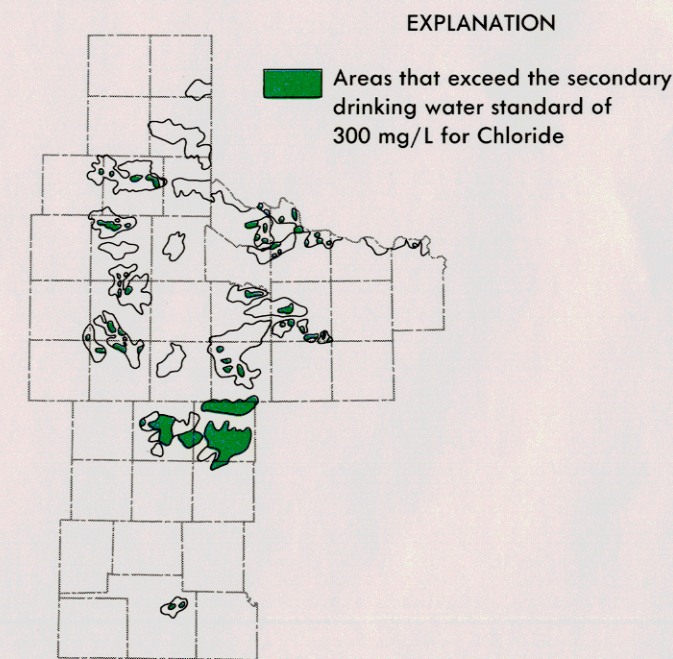 EXPLANATION
Areas that exceed the secondary
drinking water standard of
300 mg/L for Chloride